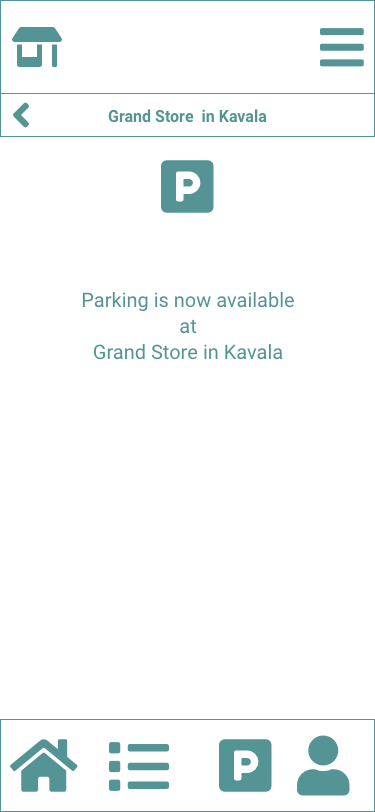 Grand Store  in Kavala
P
Parking is now available
at
Grand Store in Kavala
P